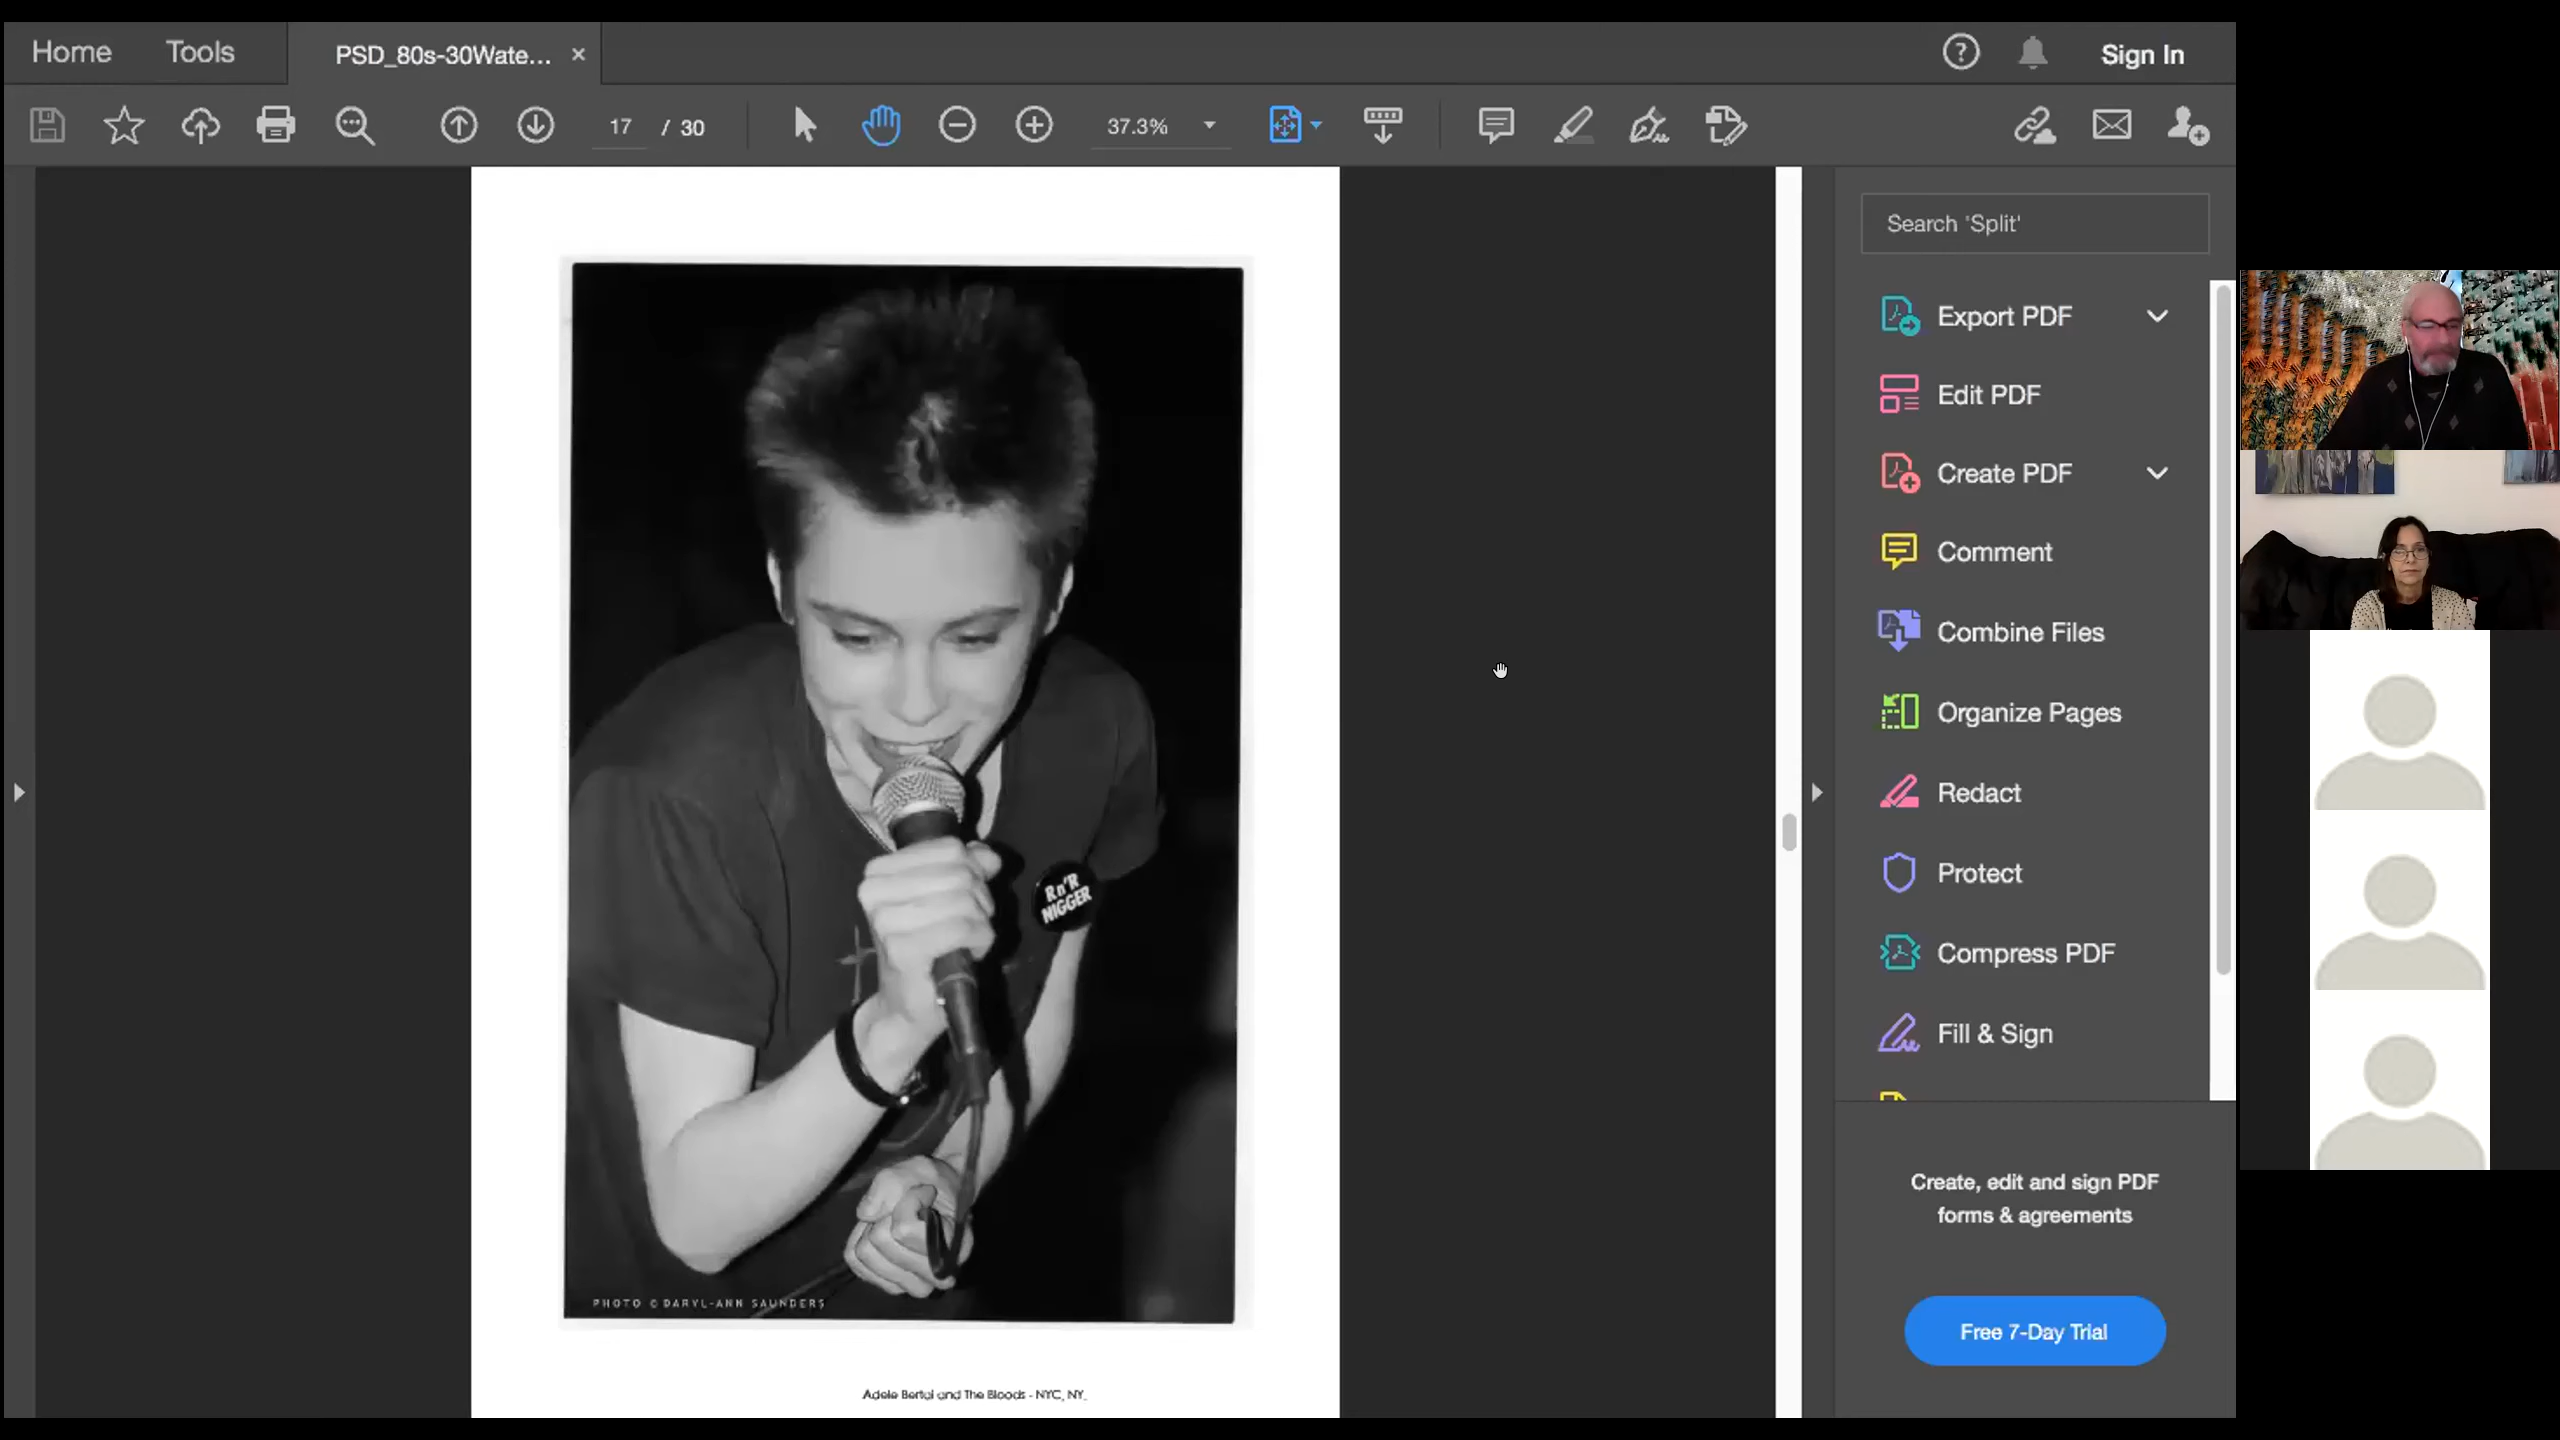 Home Tools PSD_80s-30Wate... × ? Sign In
17 / 30 37.3%
Search 'Split'
Export PDF
Edit PDF
Create PDF
Comment
Combine Files
Organize Pages
Redact
Protect
Compress PDF
Fill & Sign
Create, edit and sign PDF
forms & agreements
Free 7-Day Trial
Rn'R
NIGGER
PHOTO © DARYL-ANN SAUNDERS
Adele Bertei and The Bloods - NYC, NY.